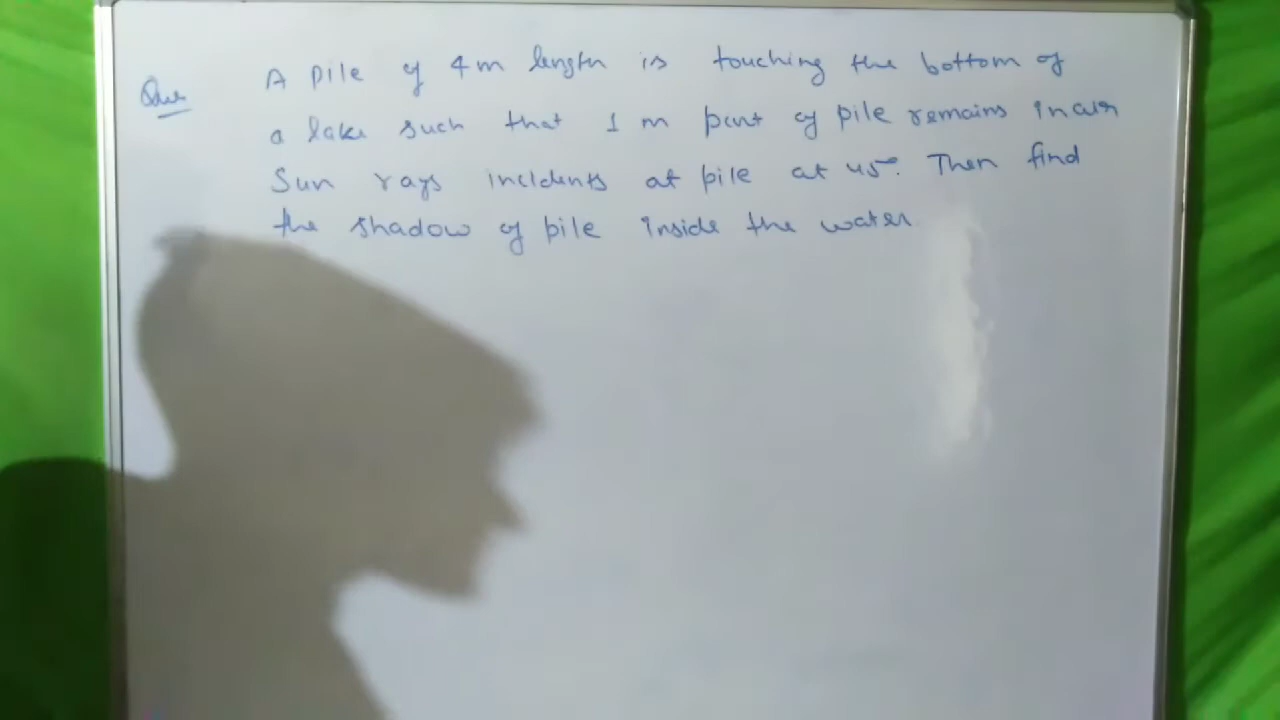 Que A pile of 4m length is touching the bottom of
a lake such that 1 m part of pile remains in air
Sun rays incidents at pile at 45°. Then find
the shadow of pile inside the water